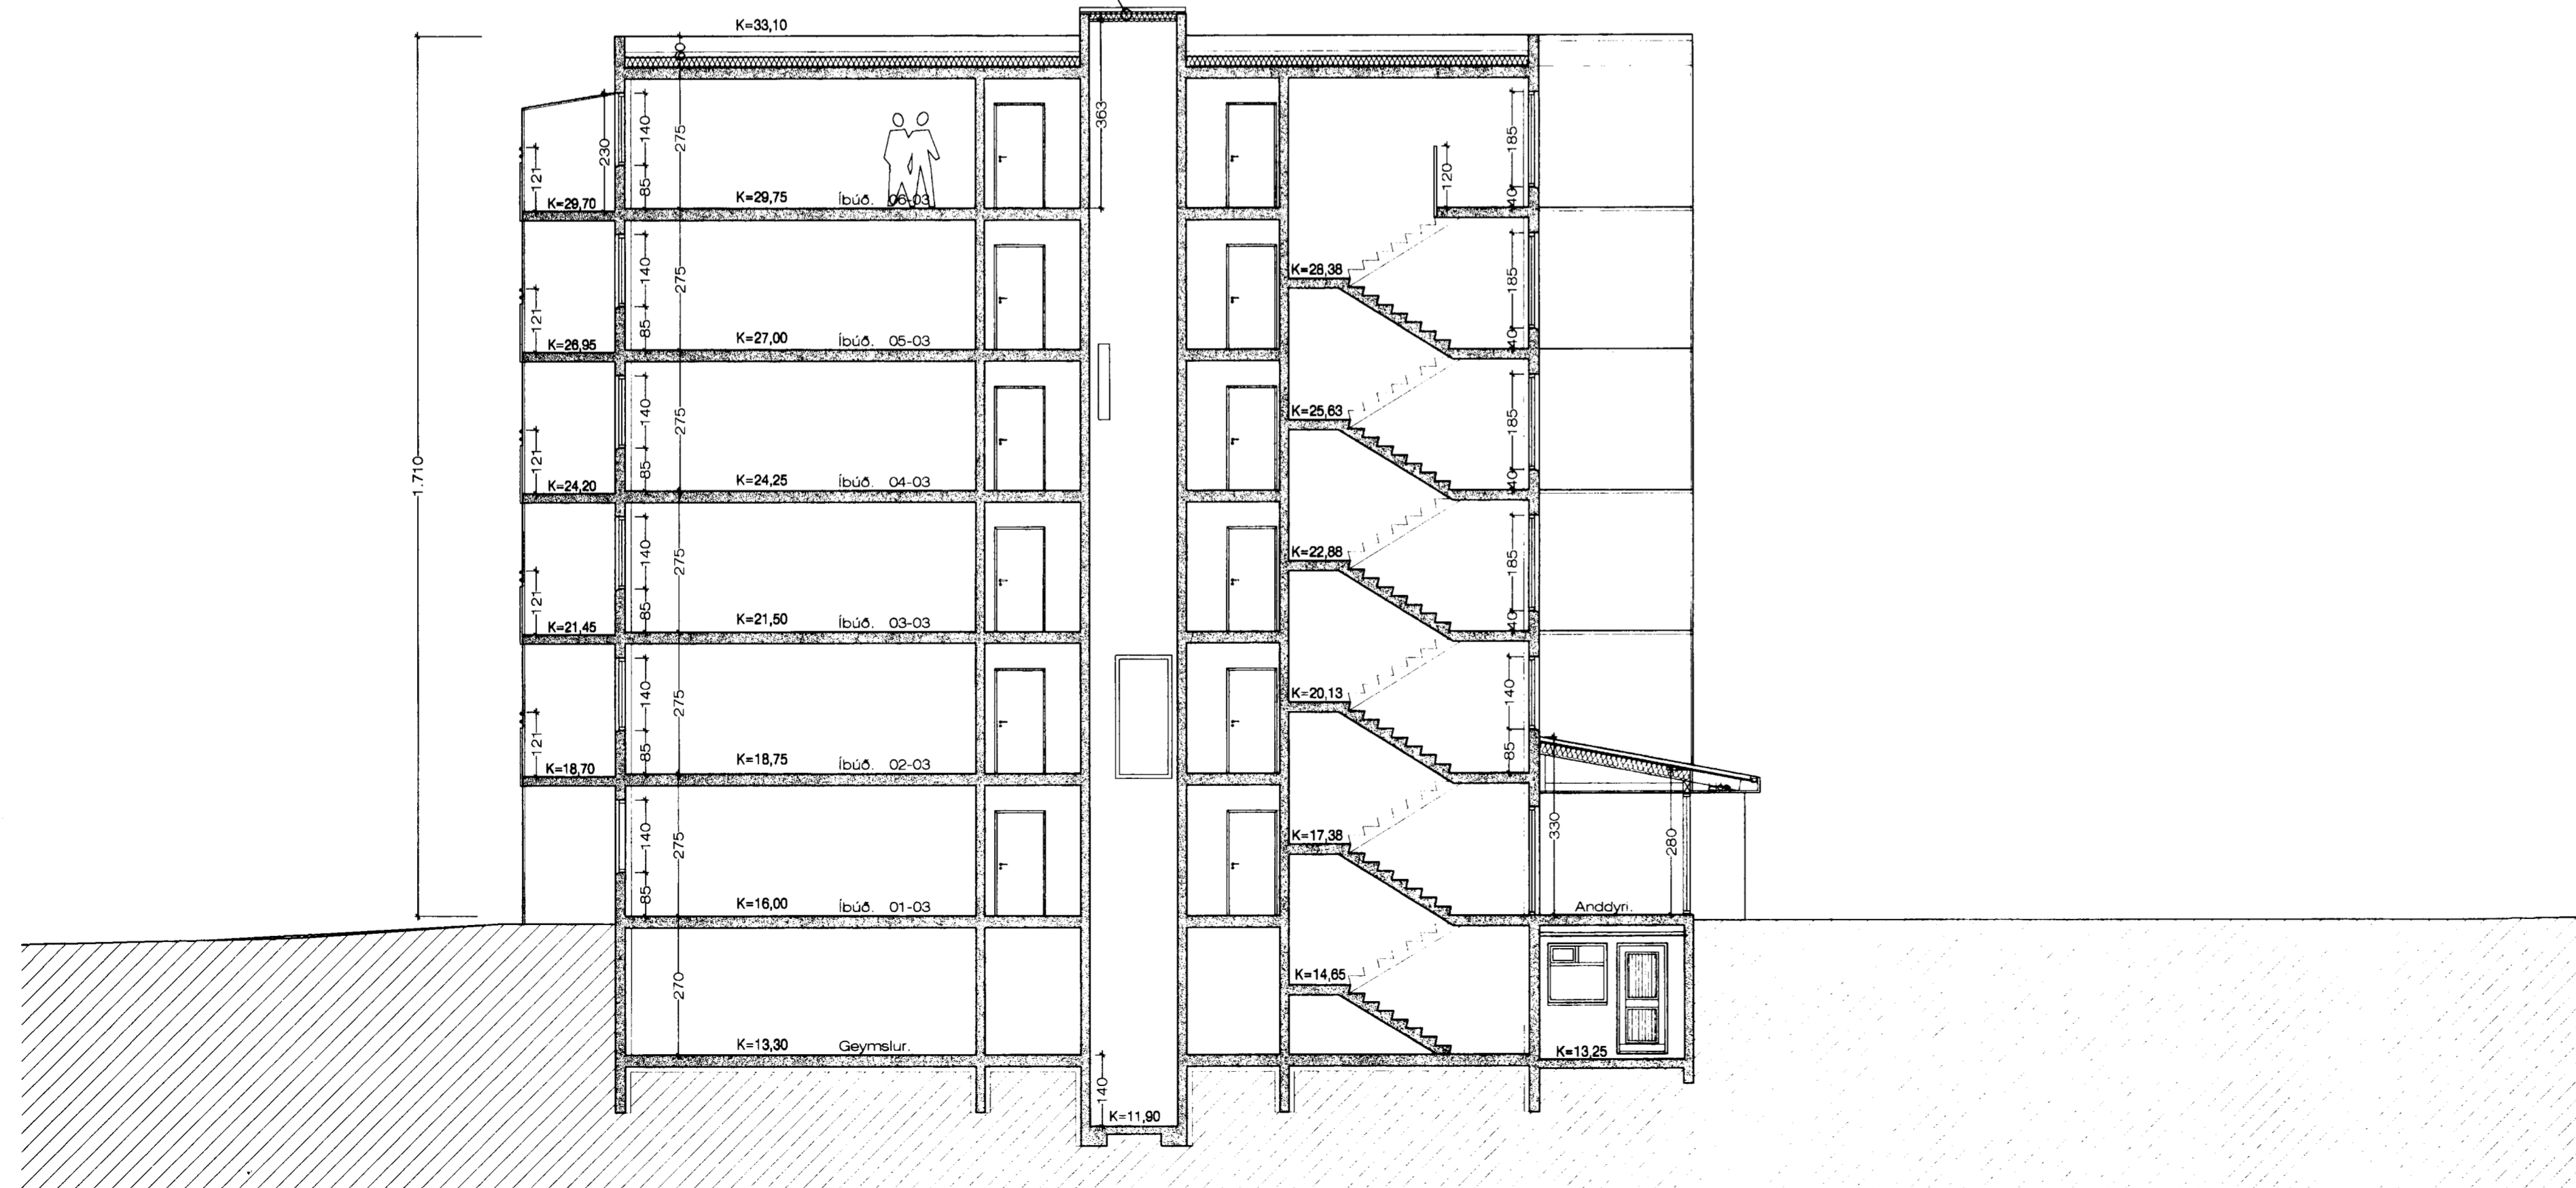 K=33,10
60
363
140
275
185
230
121
120
85
40
K=29,70
K=29,75
Íbúð. 06-03
K=28,38
140
275
185
121
85
40
K=26,95
K=27,00
Íbúð. 05-03
K=25,63
140
275
185
121
85
40
1.710
K=24,20
K=24,25
Íbúð. 04-03
K=22,88
140
275
185
121
85
40
K=21,45
K=21,50
Íbúð. 03-03
K=20,13
140
275
140
121
85
85
K=18,70
K=18,75
Íbúð. 02-03
K=17,38
140
275
330
280
85
K=16,00
Íbúð. 01-03
Anddyri.
K=14,65
270
K=13,30
Geymslur.
K=13,25
140
K=11,90